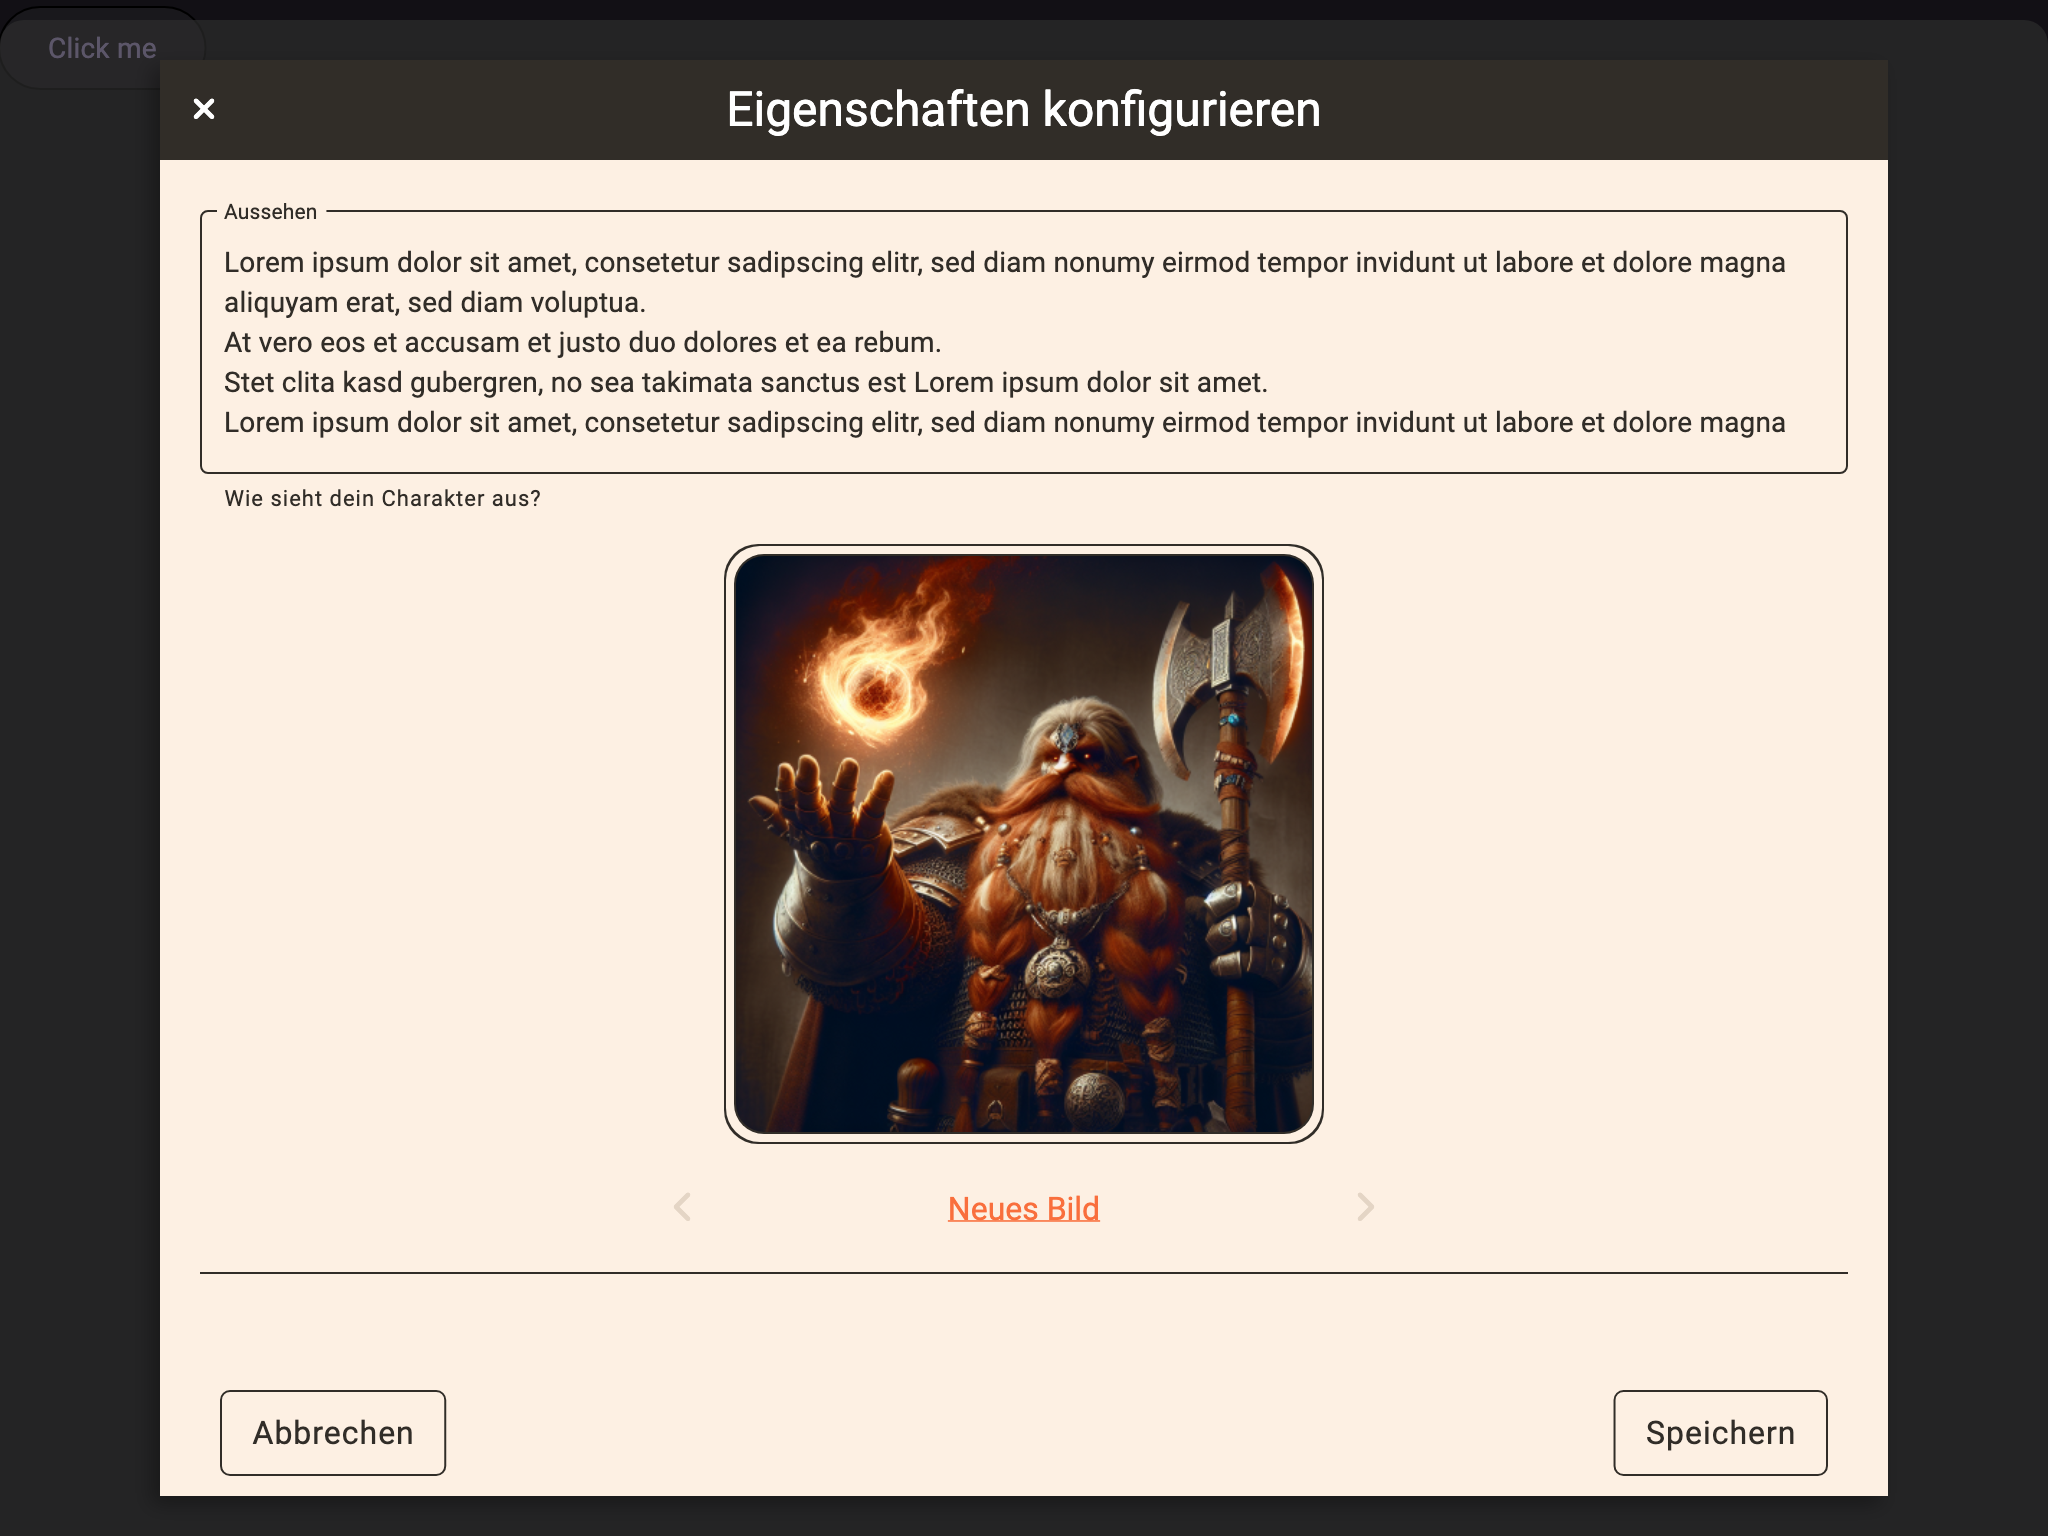 Click me
Eigenschaften konfigurieren
Aussehen
Lorem ipsum dolor sit amet, consetetur sadipscing elitr, sed diam nonumy eirmod tempor invidunt ut labore et dolore magna
aliquyam erat, sed diam voluptua.
At vero eos et accusam et justo duo dolores et ea rebum.
Stet clita kasd gubergren, no sea takimata sanctus est Lorem ipsum dolor sit amet.
Lorem ipsum dolor sit amet, consetetur sadipscing elitr, sed diam nonumy eirmod tempor invidunt ut labore et dolore magna
Wie sieht dein Charakter aus?
Neues Bild
Abbrechen
Speichern